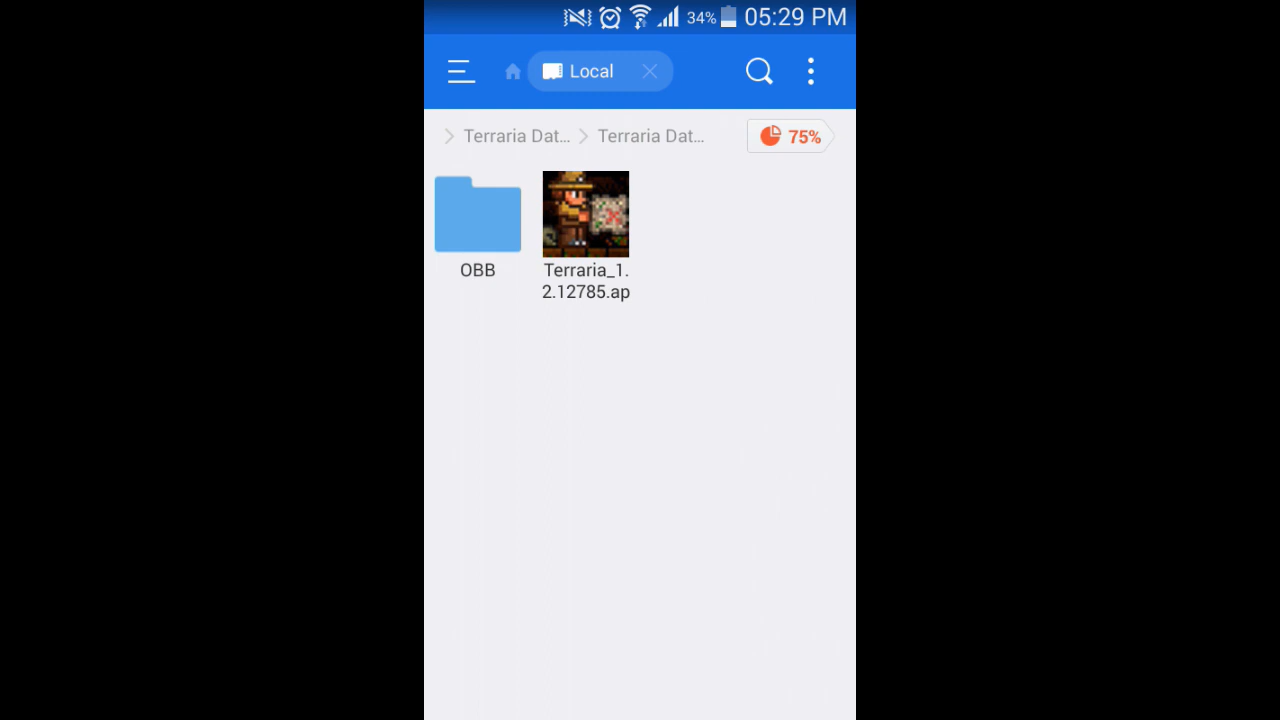 34% 05:29 PM
Local
Terraria Dat... Terraria Dat... 75%
OBB
Terraria_1.
2.12785.ap